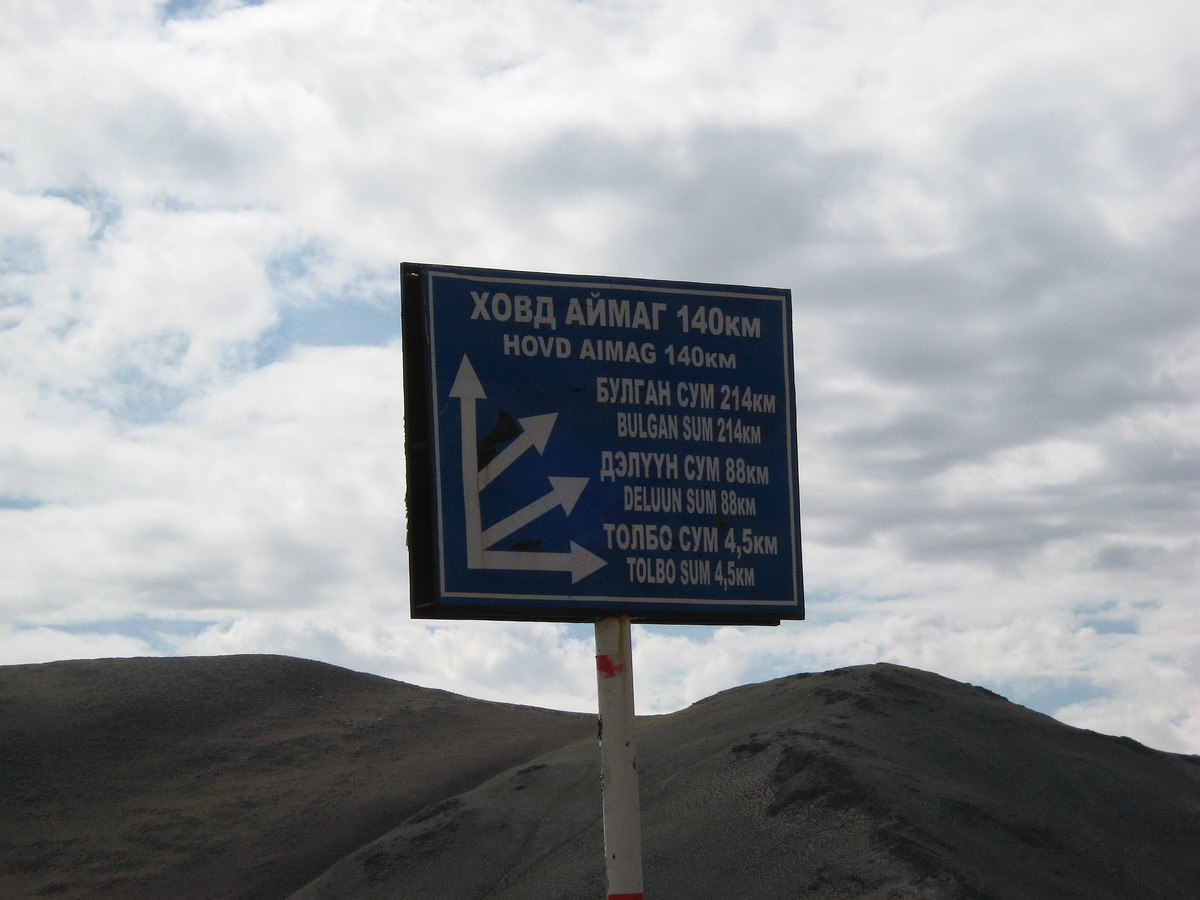 ХОВД АЙМАГ 140км
HOVD AIMAG 140км
БУЛГАН СУМ 214км
BULGAN SUM 214км
ДЭЛҮҮН СУМ 88км
DELUUN SUM 88км
ТОЛБО СУМ 4,5км
TOLBO SUM 4,5км